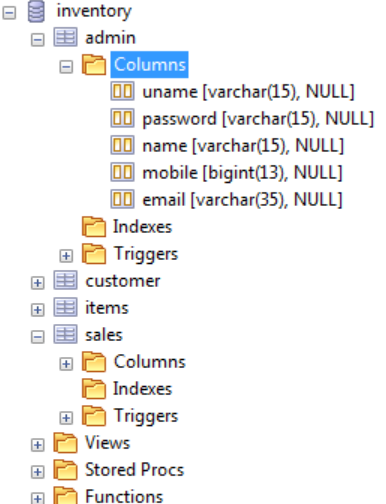 inventory
admin
Columns
uname [varchar(15), NULL]
password [varchar(15), NULL]
name [varchar(15), NULL]
mobile [bigint(13), NULL]
email [varchar(35), NULL]
Indexes
Triggers
customer
items
sales
Columns
Indexes
Triggers
Views
Stored Procs
Functions